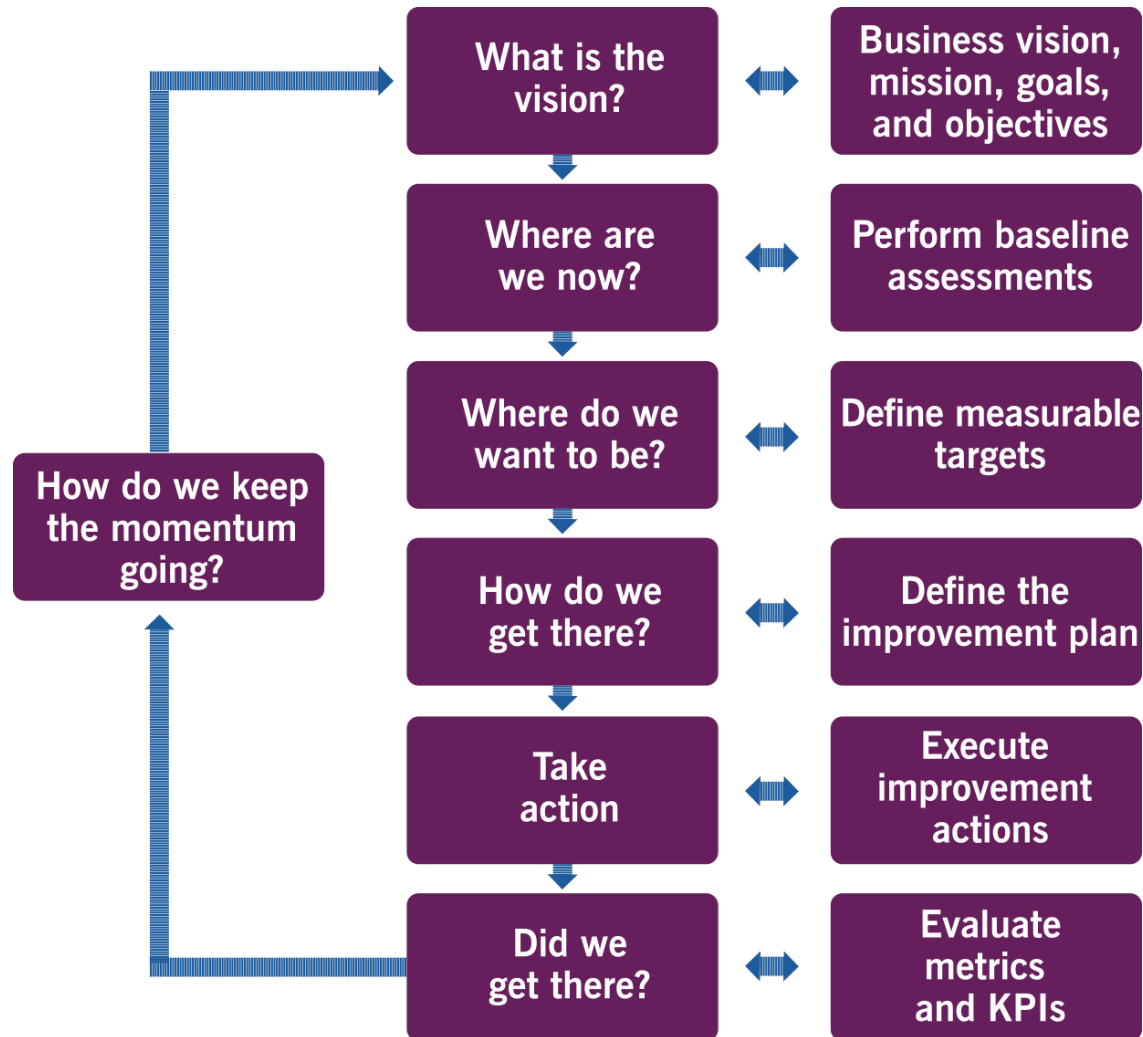 What is the
vision?
Business vision,
mission, goals,
and objectives
Where are
we now?
Perform baseline
assessments
Where do we
want to be?
Define measurable
targets
How do we keep
the momentum
going?
How do we
get there?
Define the
improvement plan
Take
action
Execute
improvement
actions
Did we
get there?
Evaluate
metrics
and KPIs